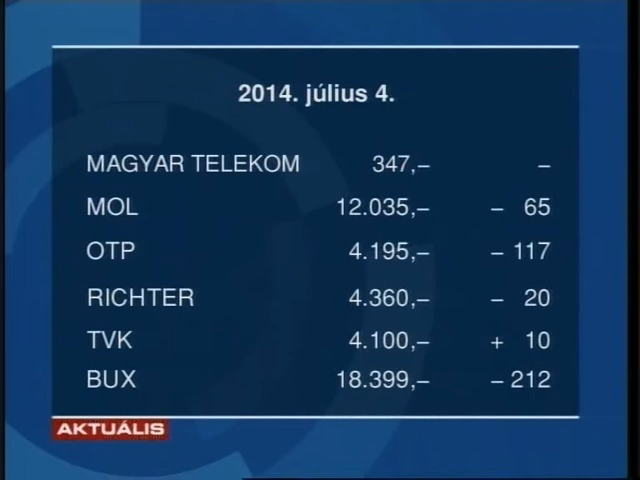 2014. július 4.
MAGYAR TELEKOM 347,– –
MOL 12.035,– – 65
OTP 4.195,– – 117
RICHTER 4.360,– – 20
TVK 4.100,– + 10
BUX 18.399,– – 212
AKTUÁLIS